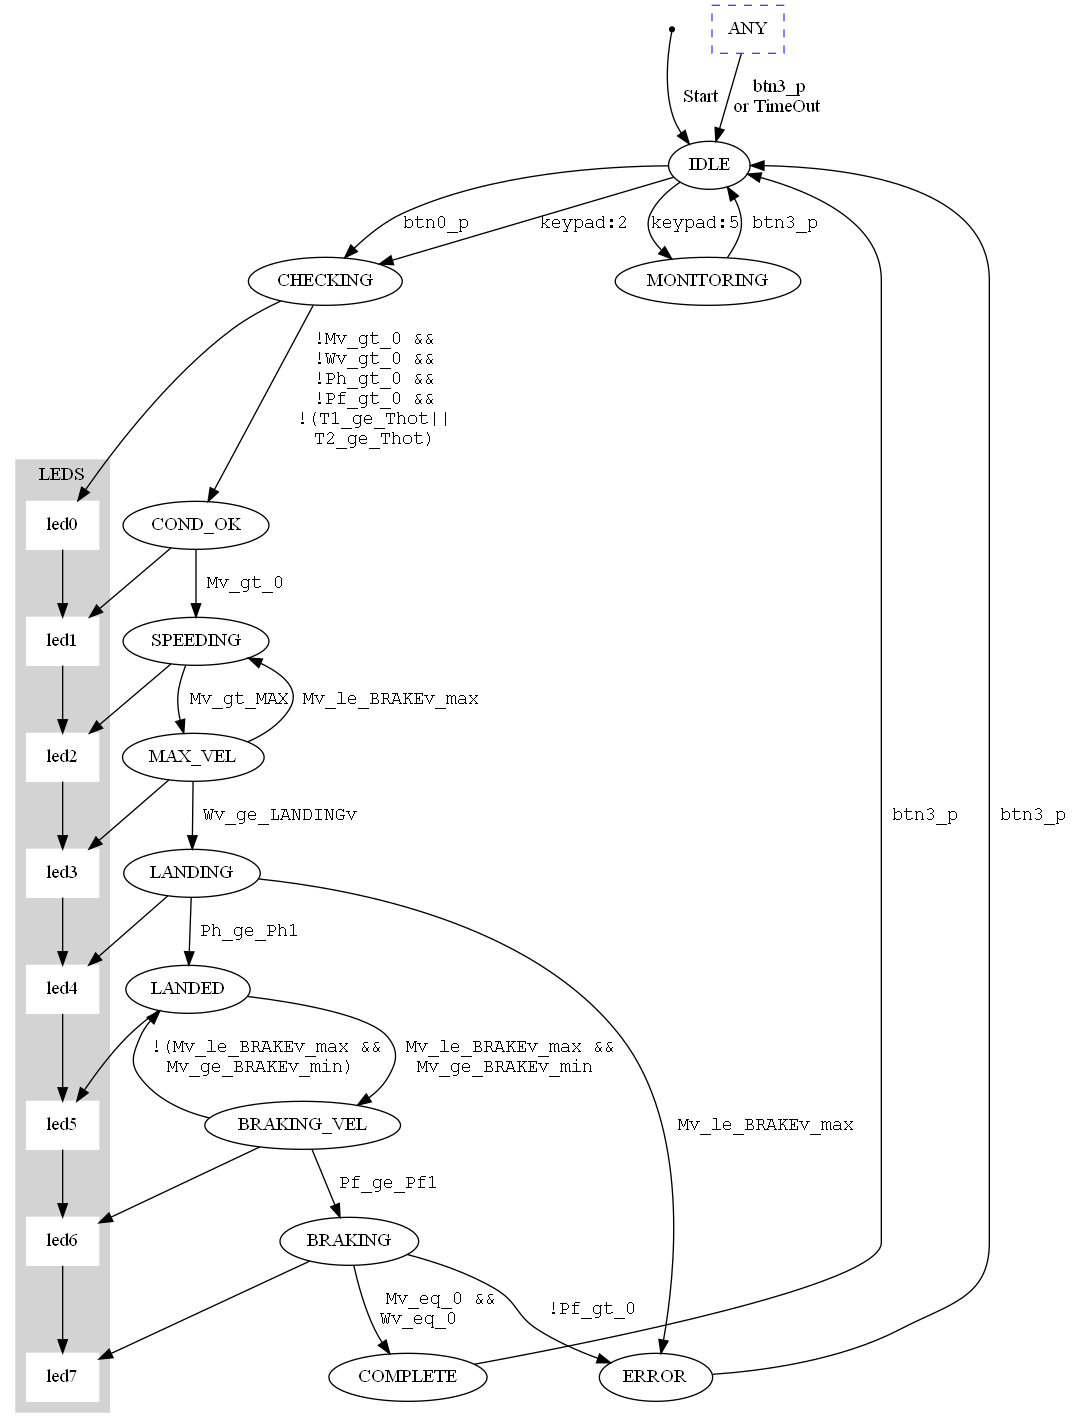 ANY
Start
btn3_p
or TimeOut
IDLE
btn0_p
keypad:2
keypad:5
btn3_p
CHECKING
MONITORING
!Mv_gt_0 &&
!Wv_gt_0 &&
!Ph_gt_0 &&
!Pf_gt_0 &&
!(T1_ge_Thot||
T2_ge_Thot)
LEDS
led0
COND_OK
Mv_gt_0
led1
SPEEDING
Mv_gt_MAX
Mv_le_BRAKEv_max
led2
MAX_VEL
Wv_ge_LANDINGv
btn3_p
btn3_p
led3
LANDING
Ph_ge_Ph1
led4
LANDED
!(Mv_le_BRAKEv_max &&
Mv_ge_BRAKEv_min)
Mv_le_BRAKEv_max &&
Mv_ge_BRAKEv_min
led5
BRAKING_VEL
Mv_le_BRAKEv_max
Pf_ge_Pf1
led6
BRAKING
Mv_eq_0 &&
Wv_eq_0
!Pf_gt_0
led7
COMPLETE
ERROR